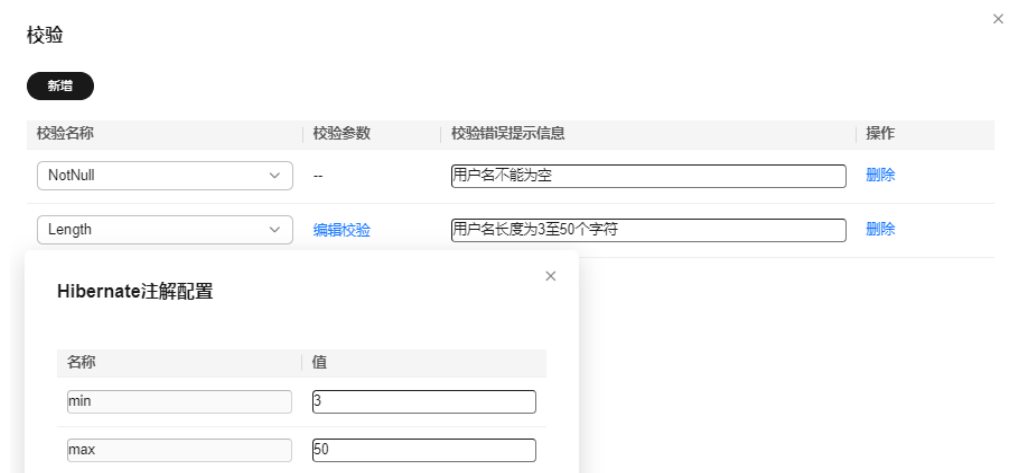 校验
新增
校验名称 校验参数 校验错误提示信息 操作
NotNull -- 用户名不能为空 删除
Length 编辑校验 用户名长度为3至50个字符 删除
Hibernate注解配置
名称 值
min 3
max 50